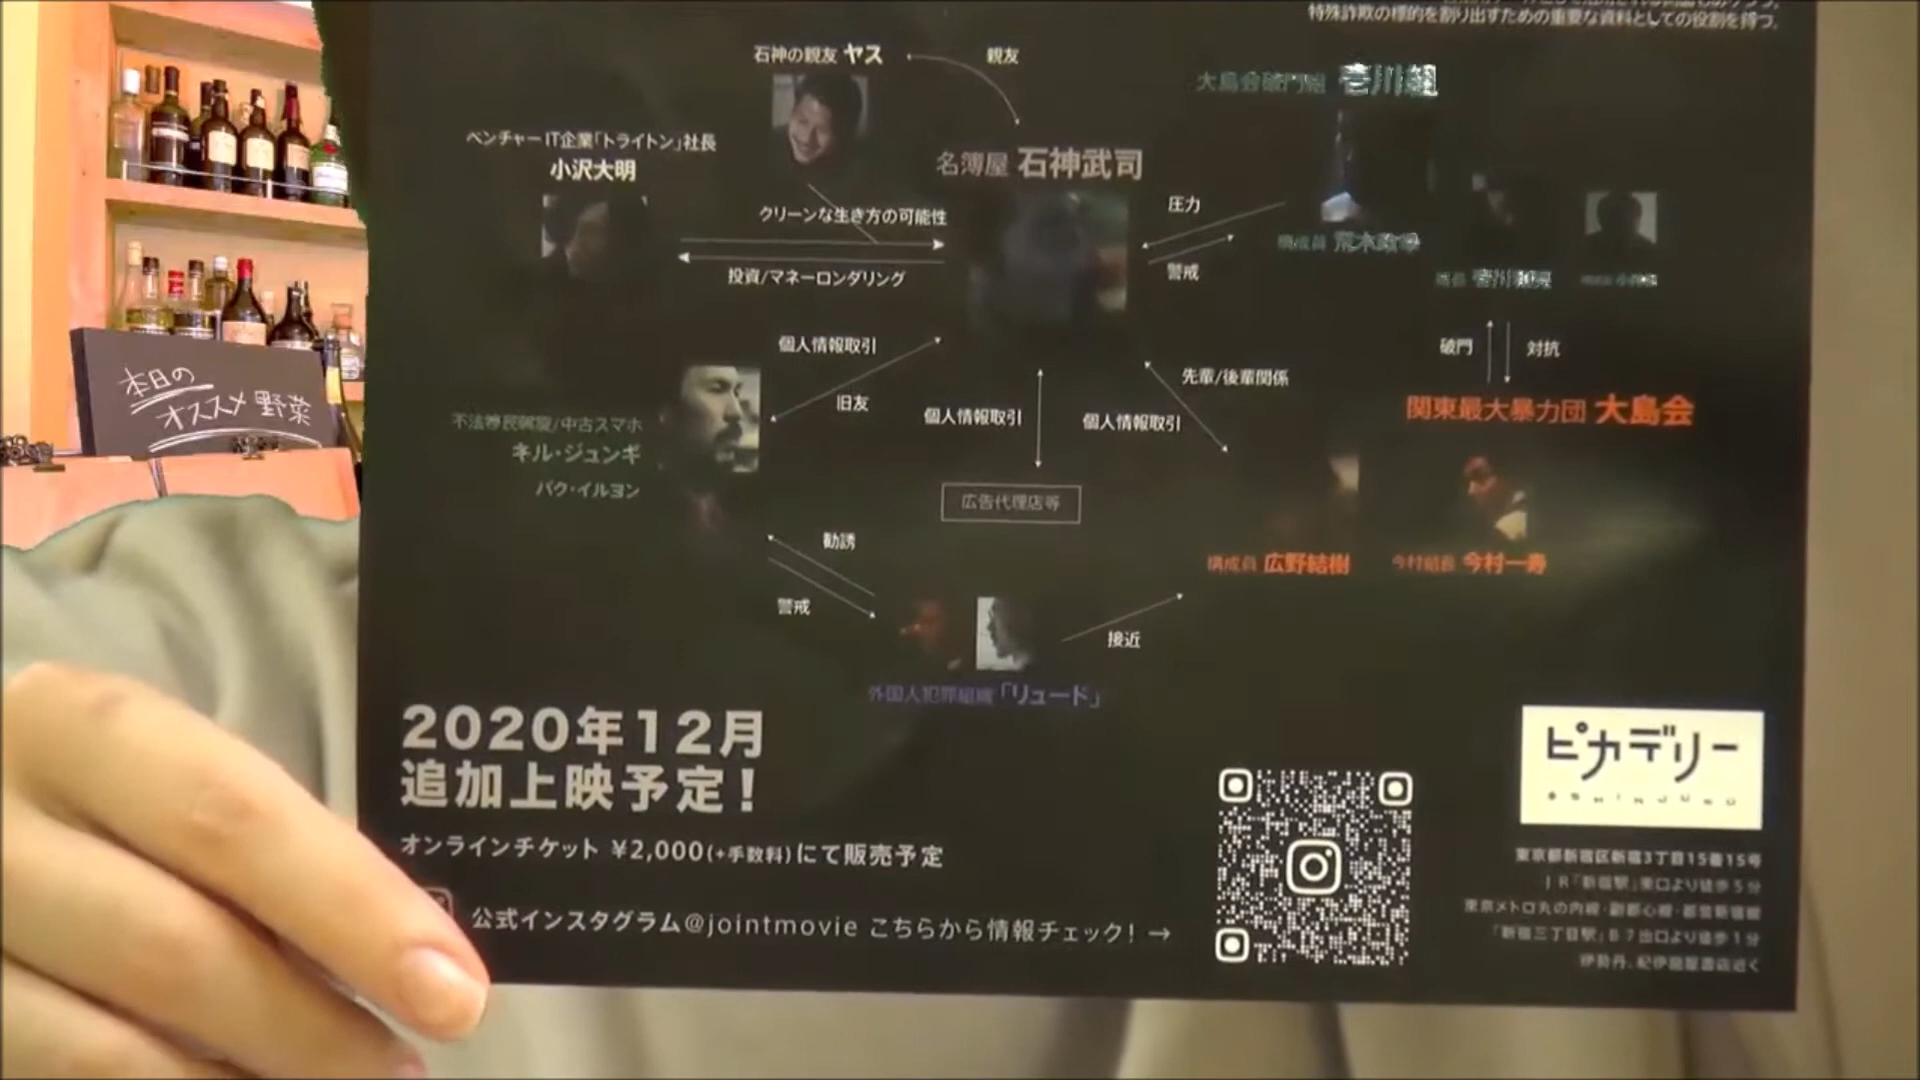 特殊詐欺の標的を割り出すための重要な資料としての役割を持つ。
石神の親友 ヤス
親友
大島会破門組 壱川組
ベンチャーIT企業「トライトン」社長
小沢大明
名簿屋 石神武司
クリーンな生き方の可能性
投資/マネーロンダリング
圧力
警戒
構成員
個人情報取引
旧友
個人情報取引
個人情報取引
先輩/後輩関係
破門
対抗
関東最大暴力団 大島会
/中古スマホ
キル・ジュンギ
パク・イルヨン
広告代理店等
構成員 広野結樹
今村組長 今村一寿
勧誘
警戒
接近
外国人犯罪組織「リュード」
本日の
オススメ野菜
2020年12月
追加上映予定!
オンラインチケット ¥2,000(+手数料)にて販売予定
公式インスタグラム@jointmovie こちらから情報チェック! →
ピカデリー
SHINJUKU
東京都新宿区新宿3丁目15番15号
JR「新宿駅」東口より徒歩5分
東京メトロ丸の内線・副都心線・都営新宿線
「新宿三丁目駅」B7出口より徒歩1分
伊勢丹、紀伊國屋書店近く